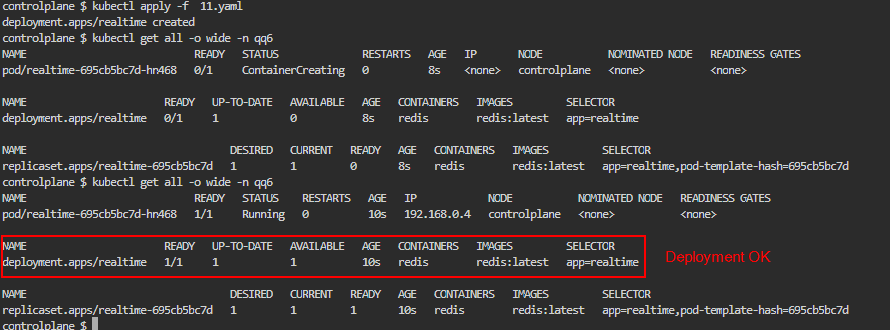 controlplane $ kubectl apply -f  11.yaml
deployment.apps/realtime created
controlplane $ kubectl get all -o wide -n qq6
NAME READY STATUS RESTARTS AGE IP NODE NOMINATED NODE READINESS GATES
pod/realtime-695cb5bc7d-hn468 0/1 ContainerCreating 0 8s <none> controlplane <none> <none>
NAME READY UP-TO-DATE AVAILABLE AGE CONTAINERS IMAGES SELECTOR
deployment.apps/realtime 0/1 1 0 8s redis redis:latest app=realtime
NAME DESIRED CURRENT READY AGE CONTAINERS IMAGES SELECTOR
replicaset.apps/realtime-695cb5bc7d 1 1 0 8s redis redis:latest app=realtime,pod-template-hash=695cb5bc7d
controlplane $ kubectl get all -o wide -n qq6
NAME READY STATUS RESTARTS AGE IP NODE NOMINATED NODE READINESS GATES
pod/realtime-695cb5bc7d-hn468 1/1 Running 0 10s 192.168.0.4 controlplane <none> <none>
NAME READY UP-TO-DATE AVAILABLE AGE CONTAINERS IMAGES SELECTOR
deployment.apps/realtime 1/1 1 1 10s redis redis:latest app=realtime Deployment OK
NAME DESIRED CURRENT READY AGE CONTAINERS IMAGES SELECTOR
replicaset.apps/realtime-695cb5bc7d 1 1 1 10s redis redis:latest app=realtime,pod-template-hash=695cb5bc7d
controlplane $